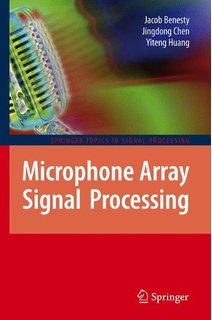 Jacob Benesty
Jingdong Chen
Yiteng Huang
SPRINGER TOPICS IN SIGNAL PROCESSING
Microphone Array
Signal Processing
Springer